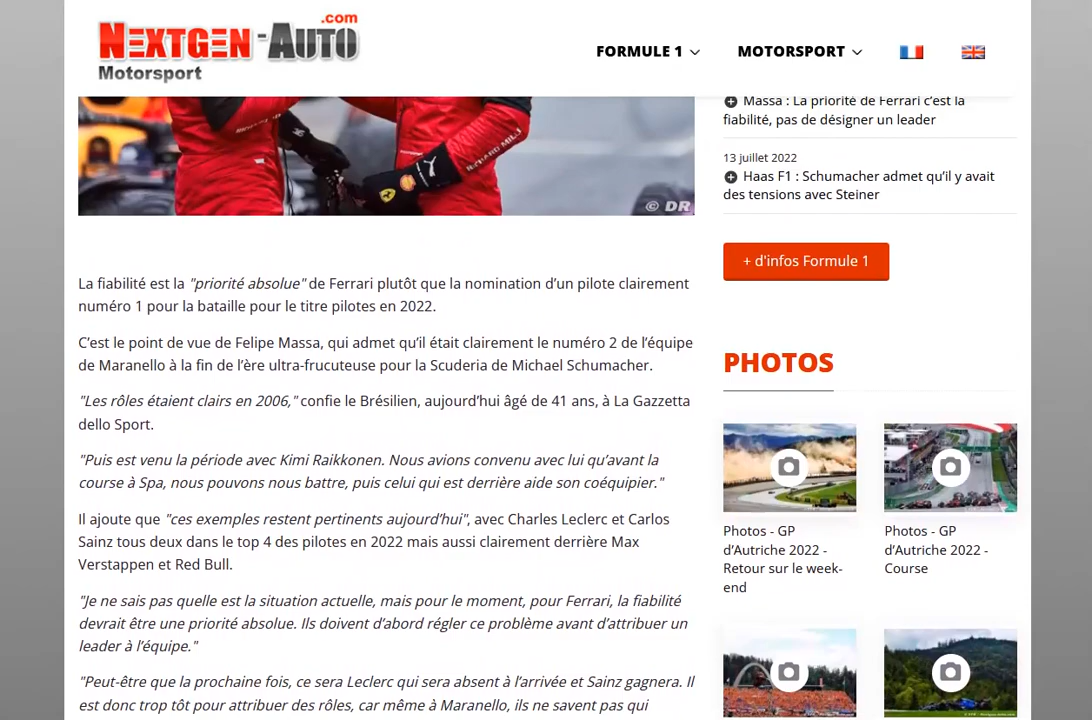 NEXTGEN-AUTO.com
Motorsport
FORMULE 1
MOTORSPORT
RICHARD MILLE
© DR
La fiabilité est la "priorité absolue" de Ferrari plutôt que la nomination d'un pilote clairement
numéro 1 pour la bataille pour le titre pilotes en 2022.
C'est le point de vue de Felipe Massa, qui admet qu'il était clairement le numéro 2 de l'équipe
de Maranello à la fin de l'ère ultra-frucuteuse pour la Scuderia de Michael Schumacher.
"Les rôles étaient clairs en 2006," confie le Brésilien, aujourd'hui âgé de 41 ans, à La Gazzetta
dello Sport.
"Puis est venu la période avec Kimi Raikkonen. Nous avions convenu avec lui qu'avant la
course à Spa, nous pouvons nous battre, puis celui qui est derrière aide son coéquipier."
Il ajoute que "ces exemples restent pertinents aujourd'hui", avec Charles Leclerc et Carlos
Sainz tous deux dans le top 4 des pilotes en 2022 mais aussi clairement derrière Max
Verstappen et Red Bull.
"Je ne sais pas quelle est la situation actuelle, mais pour le moment, pour Ferrari, la fiabilité
devrait être une priorité absolue. Ils doivent d'abord régler ce problème avant d'attribuer un
leader à l'équipe."
"Peut-être que la prochaine fois, ce sera Leclerc qui sera absent à l'arrivée et Sainz gagnera. Il
est donc trop tôt pour attribuer des rôles, car même à Maranello, ils ne savent pas qui
Massa : La priorité de Ferrari c'est la
fiabilité, pas de désigner un leader
13 juillet 2022
Haas F1 : Schumacher admet qu'il y avait
des tensions avec Steiner
+ d'infos Formule 1
PHOTOS
Photos - GP
d'Autriche 2022 -
Retour sur le week-
end
Photos - GP
d'Autriche 2022 -
Course